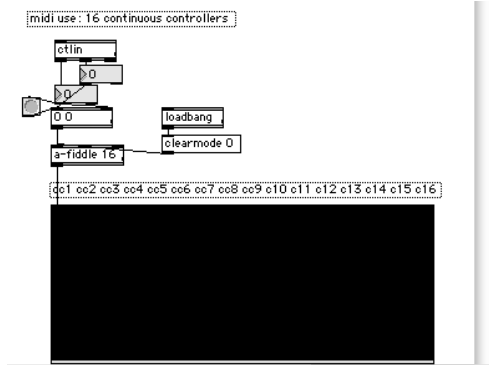 midi use: 16 continuous controllers
ctlin
0
0
0 0
loadbang
clearmode 0
a-fiddle 16
cc1 cc2 cc3 cc4 cc5 cc6 cc7 cc8 cc9 c10 c11 c12 c13 c14 c15 c16